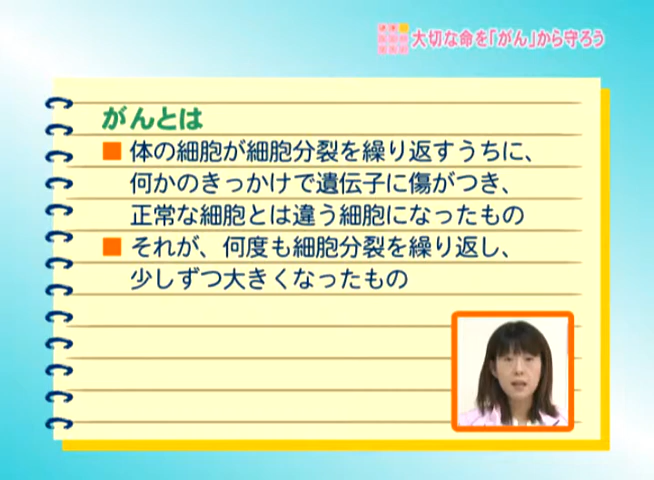 大切な命を「がん」から守ろう
がんとは
■ 体の細胞が細胞分裂を繰り返すうちに、
何かのきっかけで遺伝子に傷がつき、
正常な細胞とは違う細胞になったもの
■ それが、何度も細胞分裂を繰り返し、
少しずつ大きくなったもの